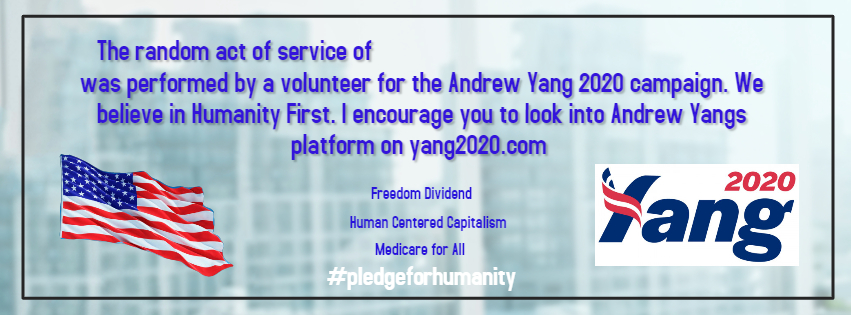 The random act of service of
was performed by a volunteer for the Andrew Yang 2020 campaign. We
believe in Humanity First. I encourage you to look into Andrew Yangs
platform on yang2020.com
Freedom Dividend
Human Centered Capitalism
Medicare for All
#pledgeforhumanity
2020
Yang